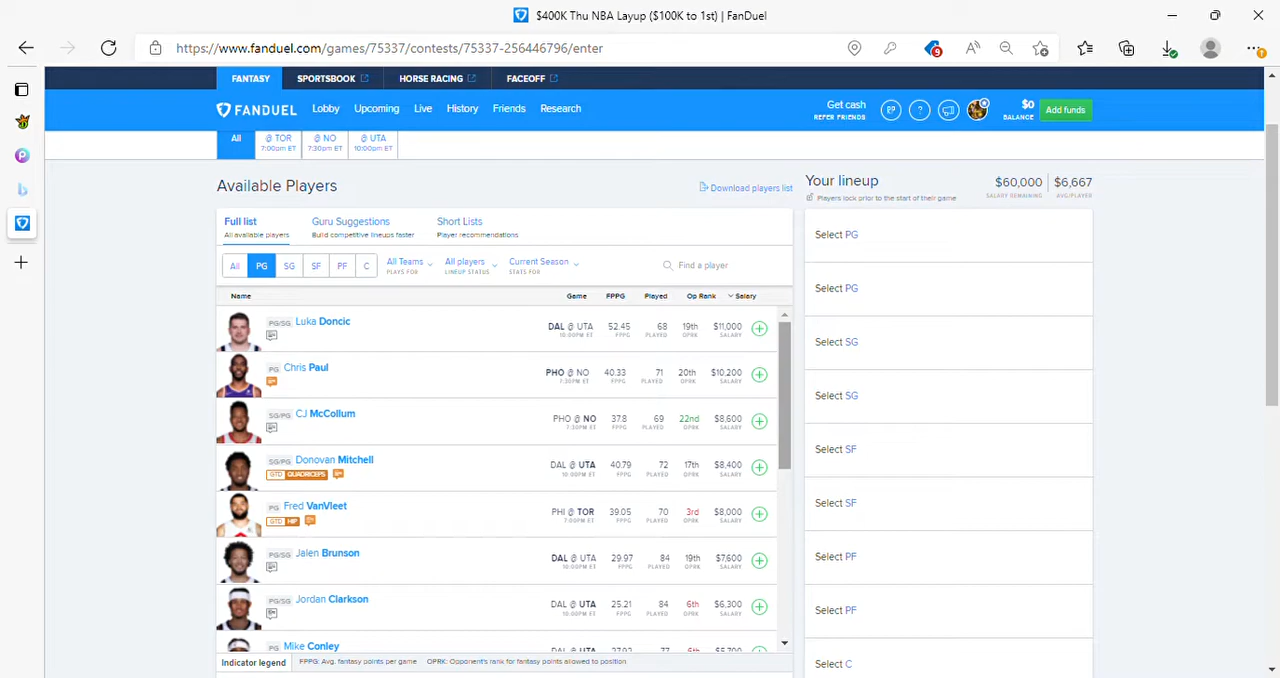 $400K Thu NBA Layup ($100K to 1st) | FanDuel
https://www.fanduel.com/games/75337/contests/75337-256446796/enter
FANTASY SPORTSBOOK HORSE RACING FACEOFF
FANDUEL Lobby Upcoming Live History Friends Research Get cash REFER FRIENDS ? $0 BALANCE Add funds
All @ TOR @ NO @ UTA
7:00pm ET 7:30pm ET 10:00pm ET
Available Players Download players list
Full list Guru Suggestions Short Lists
All available players Build competitive lineups faster Player recommendations
All PG SG SF PF C All Teams All players Current Season Find a player
PLAYS FOR LINEUP STATUS STATS FOR
Name Game FPPG Played Op Rank Salary
PG/SG Luka Doncic DAL @ UTA 52.45 68 19th $11,000
10:00PM ET FPPG PLAYED OPRK SALARY
PG Chris Paul PHO @ NO 40.33 71 20th $10,200
7:30PM ET FPPG PLAYED OPRK SALARY
SG/PG CJ McCollum PHO @ NO 37.8 69 22nd $8,600
7:30PM ET FPPG PLAYED OPRK SALARY
SG/PG Donovan Mitchell DAL @ UTA 40.79 72 17th $8,400
GTD QUADRICEPS 10:00PM ET FPPG PLAYED OPRK SALARY
PG Fred VanVleet PHI @ TOR 39.05 70 3rd $8,000
GTD HIP 7:00PM ET FPPG PLAYED OPRK SALARY
PG/SG Jalen Brunson DAL @ UTA 29.97 84 19th $7,600
10:00PM ET FPPG PLAYED OPRK SALARY
PG/SG Jordan Clarkson DAL @ UTA 25.21 84 6th $6,300
10:00PM ET FPPG PLAYED OPRK SALARY
PG Mike Conley
Indicator legend FPPG: Avg. fantasy points per game OPRK: Opponent's rank for fantasy points allowed to position
Your lineup $60,000 $6,667
Players lock prior to the start of their game SALARY REMAINING AVG/PLAYER
Select PG
Select PG
Select SG
Select SG
Select SF
Select SF
Select PF
Select PF
Select C